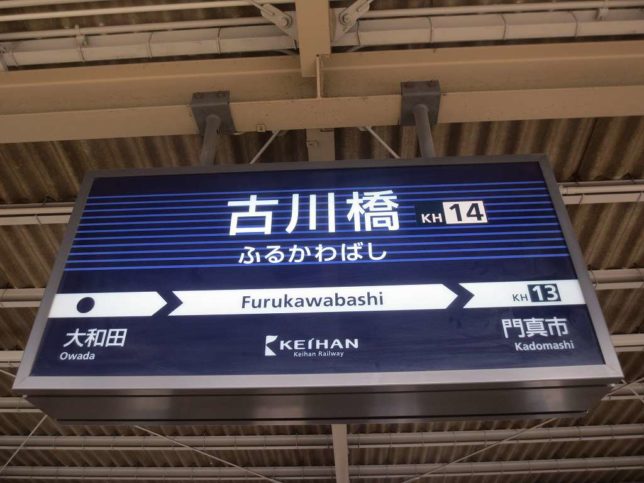 古川橋 KH 14
ふるかわばし
Furukawabashi
KH 13
大和田
Owada
門真市
Kadomashi
KEIHAN
Keihan Railway